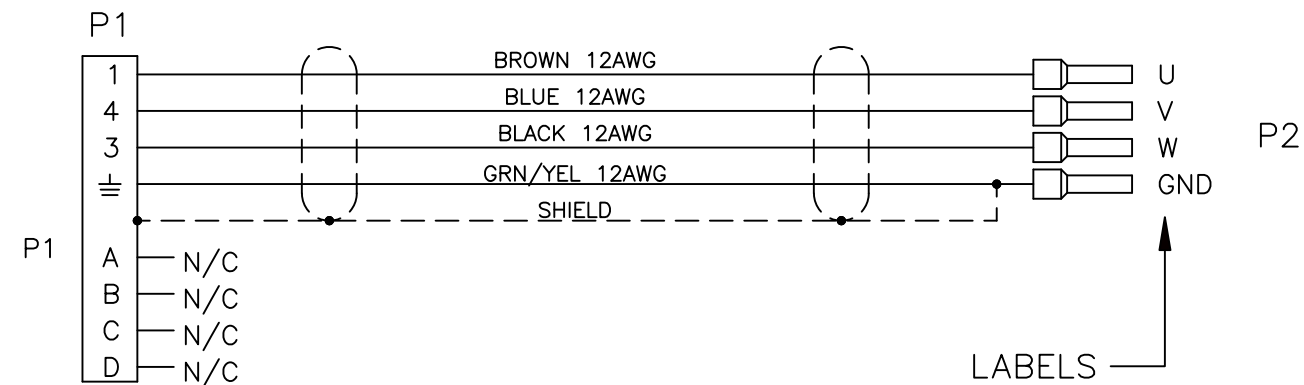 P1
1 BROWN 12AWG U
4 BLUE 12AWG V
3 BLACK 12AWG W
P2
GRN/YEL 12AWG GND
SHIELD
P1
A N/C
B N/C
C N/C
D N/C
LABELS